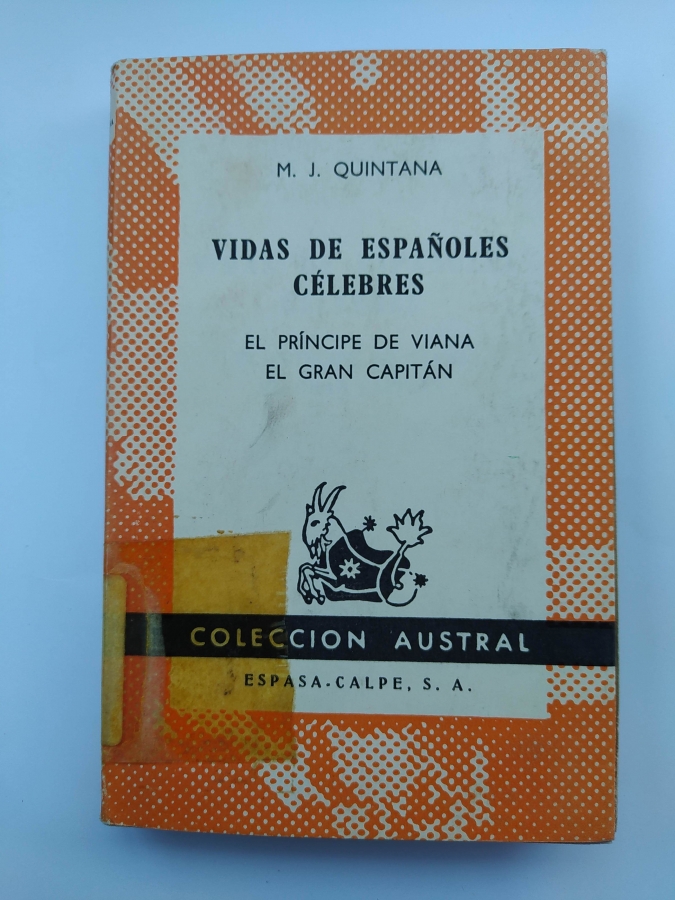 M. J. QUINTANA
VIDAS DE ESPAÑOLES
CÉLEBRES
EL PRÍNCIPE DE VIANA
EL GRAN CAPITÁN
COLECCION AUSTRAL
ESPASA-CALPE, S. A.